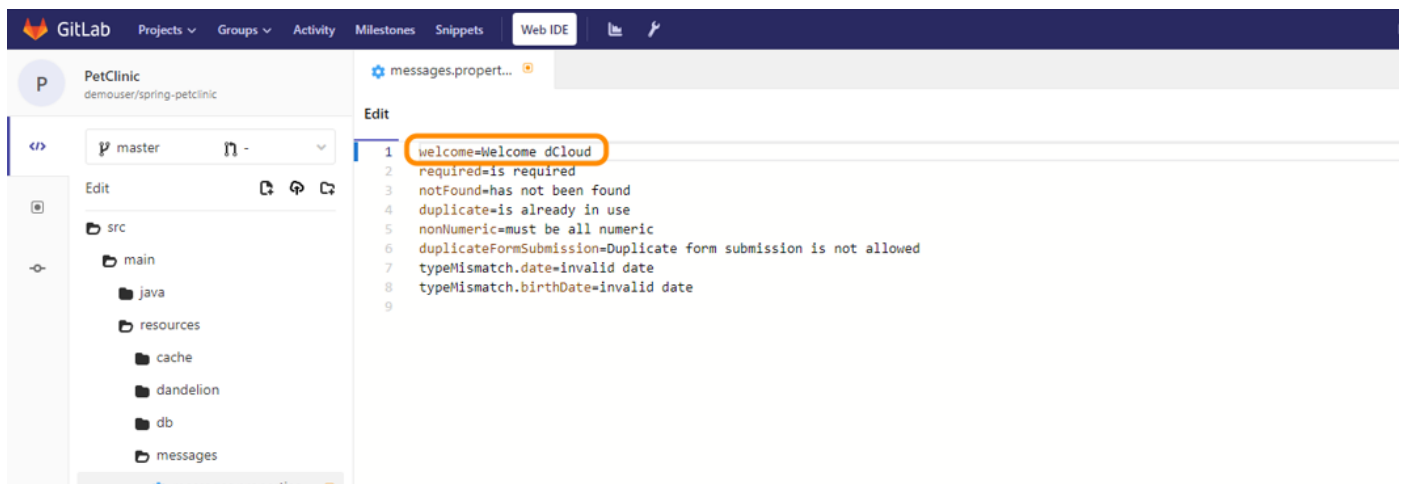 GitLab Projects Groups Activity Milestones Snippets Web IDE
P PetClinic
demouser/spring-petclinic
messages.propert...
Edit
</> master -
Edit
src
main
java
resources
cache
dandelion
db
messages
1 welcome=Welcome dCloud
2 required=is required
3 notFound=has not been found
4 duplicate=is already in use
5 nonNumeric=must be all numeric
6 duplicateFormSubmission=Duplicate form submission is not allowed
7 typeMismatch.date=invalid date
8 typeMismatch.birthDate=invalid date
9